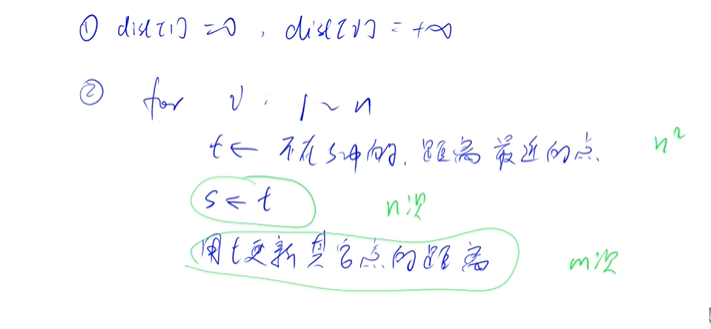 ① dist[1] = 0, dist[v] = +∞
② for v: 1 ~ n
t ← 不在s中的, 距离最近的点 n²
s ← t n次
用t更新其它点的距离 m次